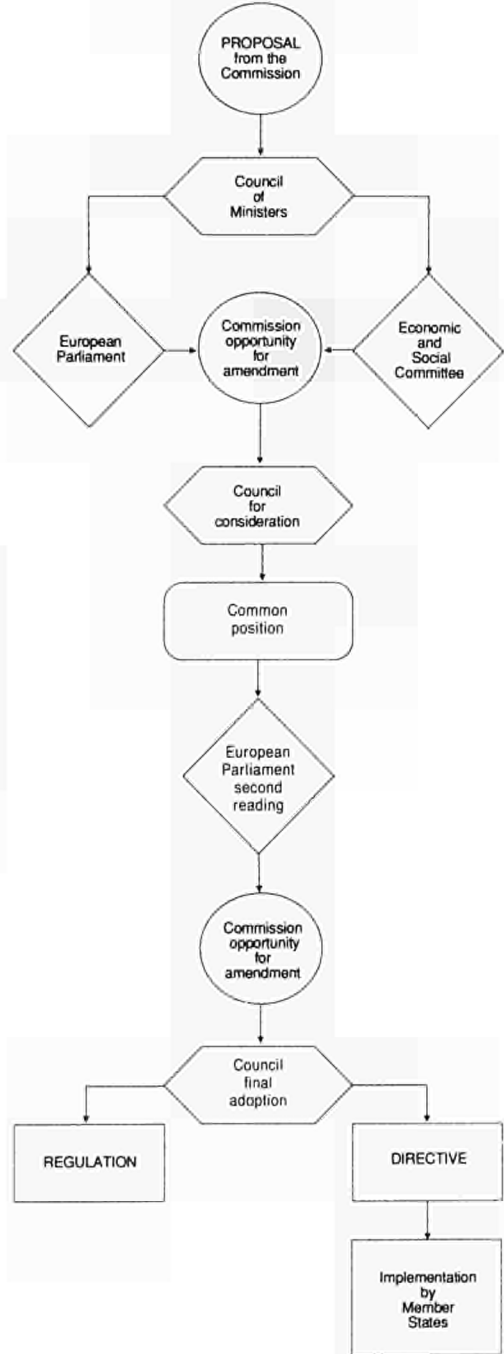 PROPOSAL
from the
Commission
Council
of
Ministers
European
Parliament
Commission
opportunity
for
amendment
Economic
and
Social
Committee
Council
for
consideration
Common
position
European
Parliament
second
reading
Commission
opportunity
for
amendment
Council
final
adoption
REGULATION
DIRECTIVE
Implementation
by
Member
States